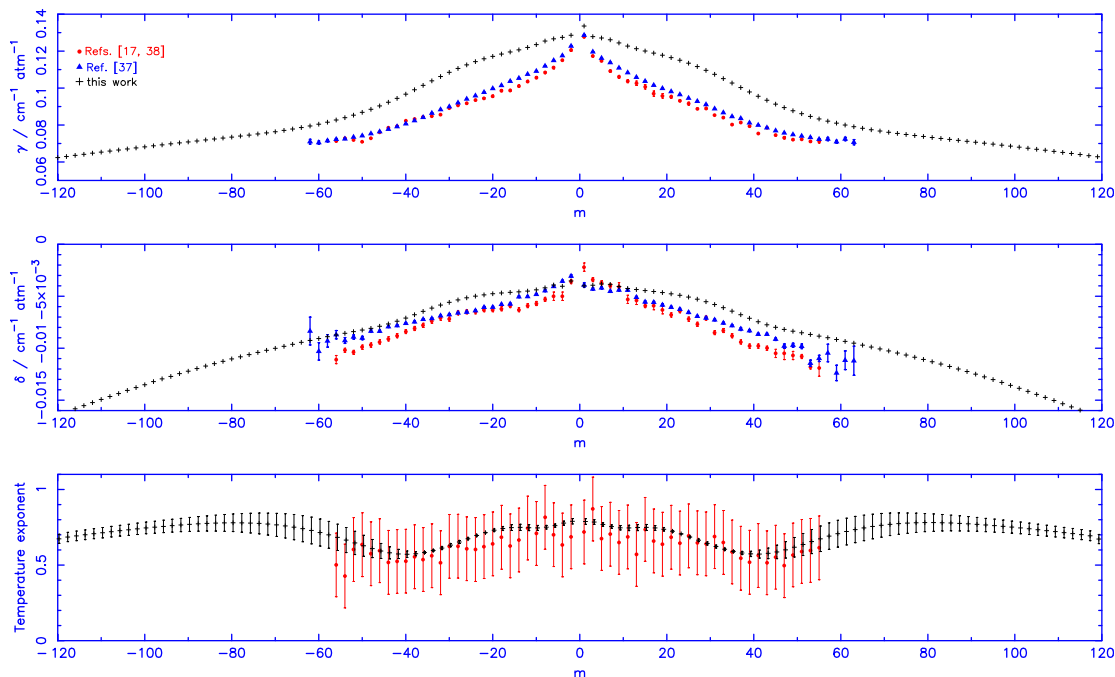 0.14
0.12
0.1
0.08
0.06
γ / cm⁻¹ atm⁻¹
Refs. [17, 38]
Ref. [37]
this work
−120 −100 −80 −60 −40 −20 0 20 40 60 80 100 120
m
0
−5×10⁻³
−0.01
−0.015
δ / cm⁻¹ atm⁻¹
−120 −100 −80 −60 −40 −20 0 20 40 60 80 100 120
m
1
0.5
0
Temperature exponent
−120 −100 −80 −60 −40 −20 0 20 40 60 80 100 120
m